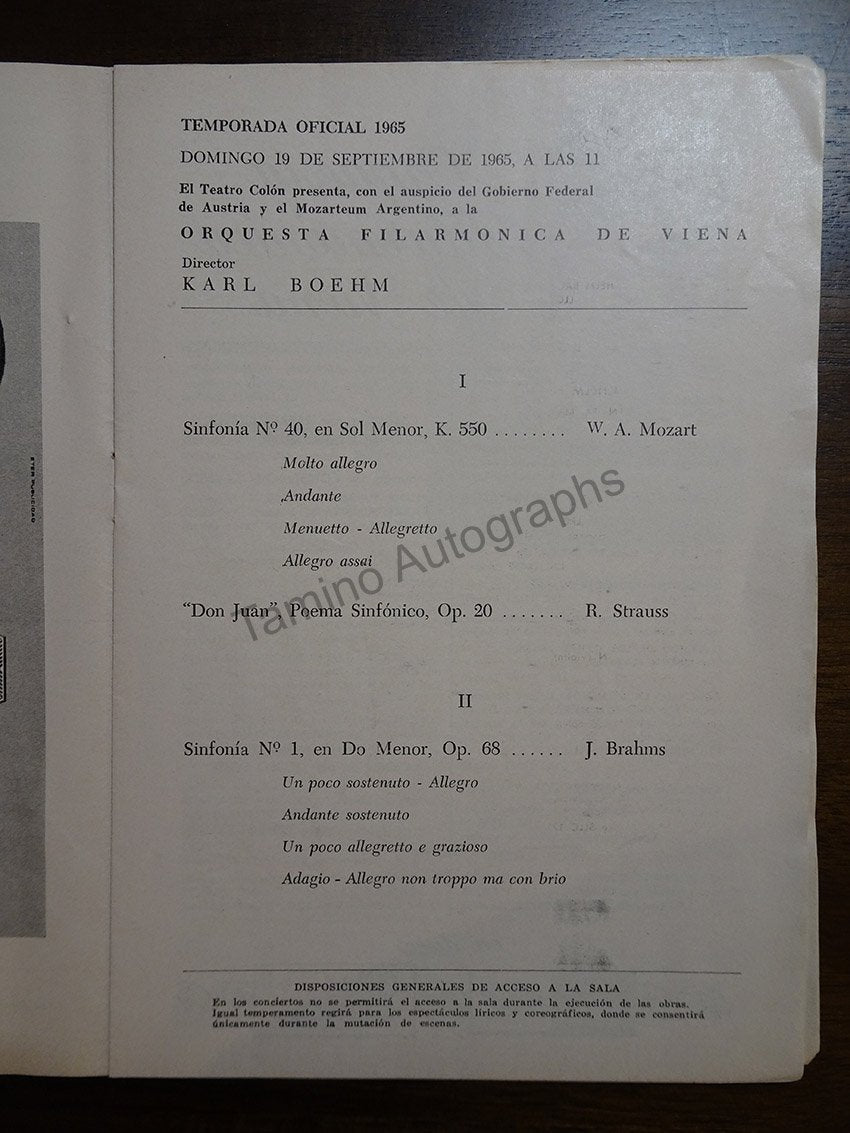 TEMPORADA OFICIAL 1965
DOMINGO 19 DE SEPTIEMBRE DE 1965, A LAS 11
El Teatro Colón presenta, con el auspicio del Gobierno Federal
de Austria y el Mozarteum Argentino, a la
ORQUESTA FILARMONICA DE VIENA
Director
KARL BOEHM
I
Sinfonía Nº 40, en Sol Menor, K. 550 ........ W. A. Mozart
Molto allegro
Andante
Menuetto - Allegretto
Allegro assai
"Don Juan", Poema Sinfónico, Op. 20 ....... R. Strauss
II
Sinfonía Nº 1, en Do Menor, Op. 68 ...... J. Brahms
Un poco sostenuto - Allegro
Andante sostenuto
Un poco allegretto e grazioso
Adagio - Allegro non troppo ma con brio
DISPOSICIONES GENERALES DE ACCESO A LA SALA
En los conciertos no se permitirá el acceso a la sala durante la ejecución de las obras.
Igual temperamento regirá para los espectáculos líricos y coreográficos, donde se consentirá
únicamente durante la mutación de escenas.
Tamino Autographs